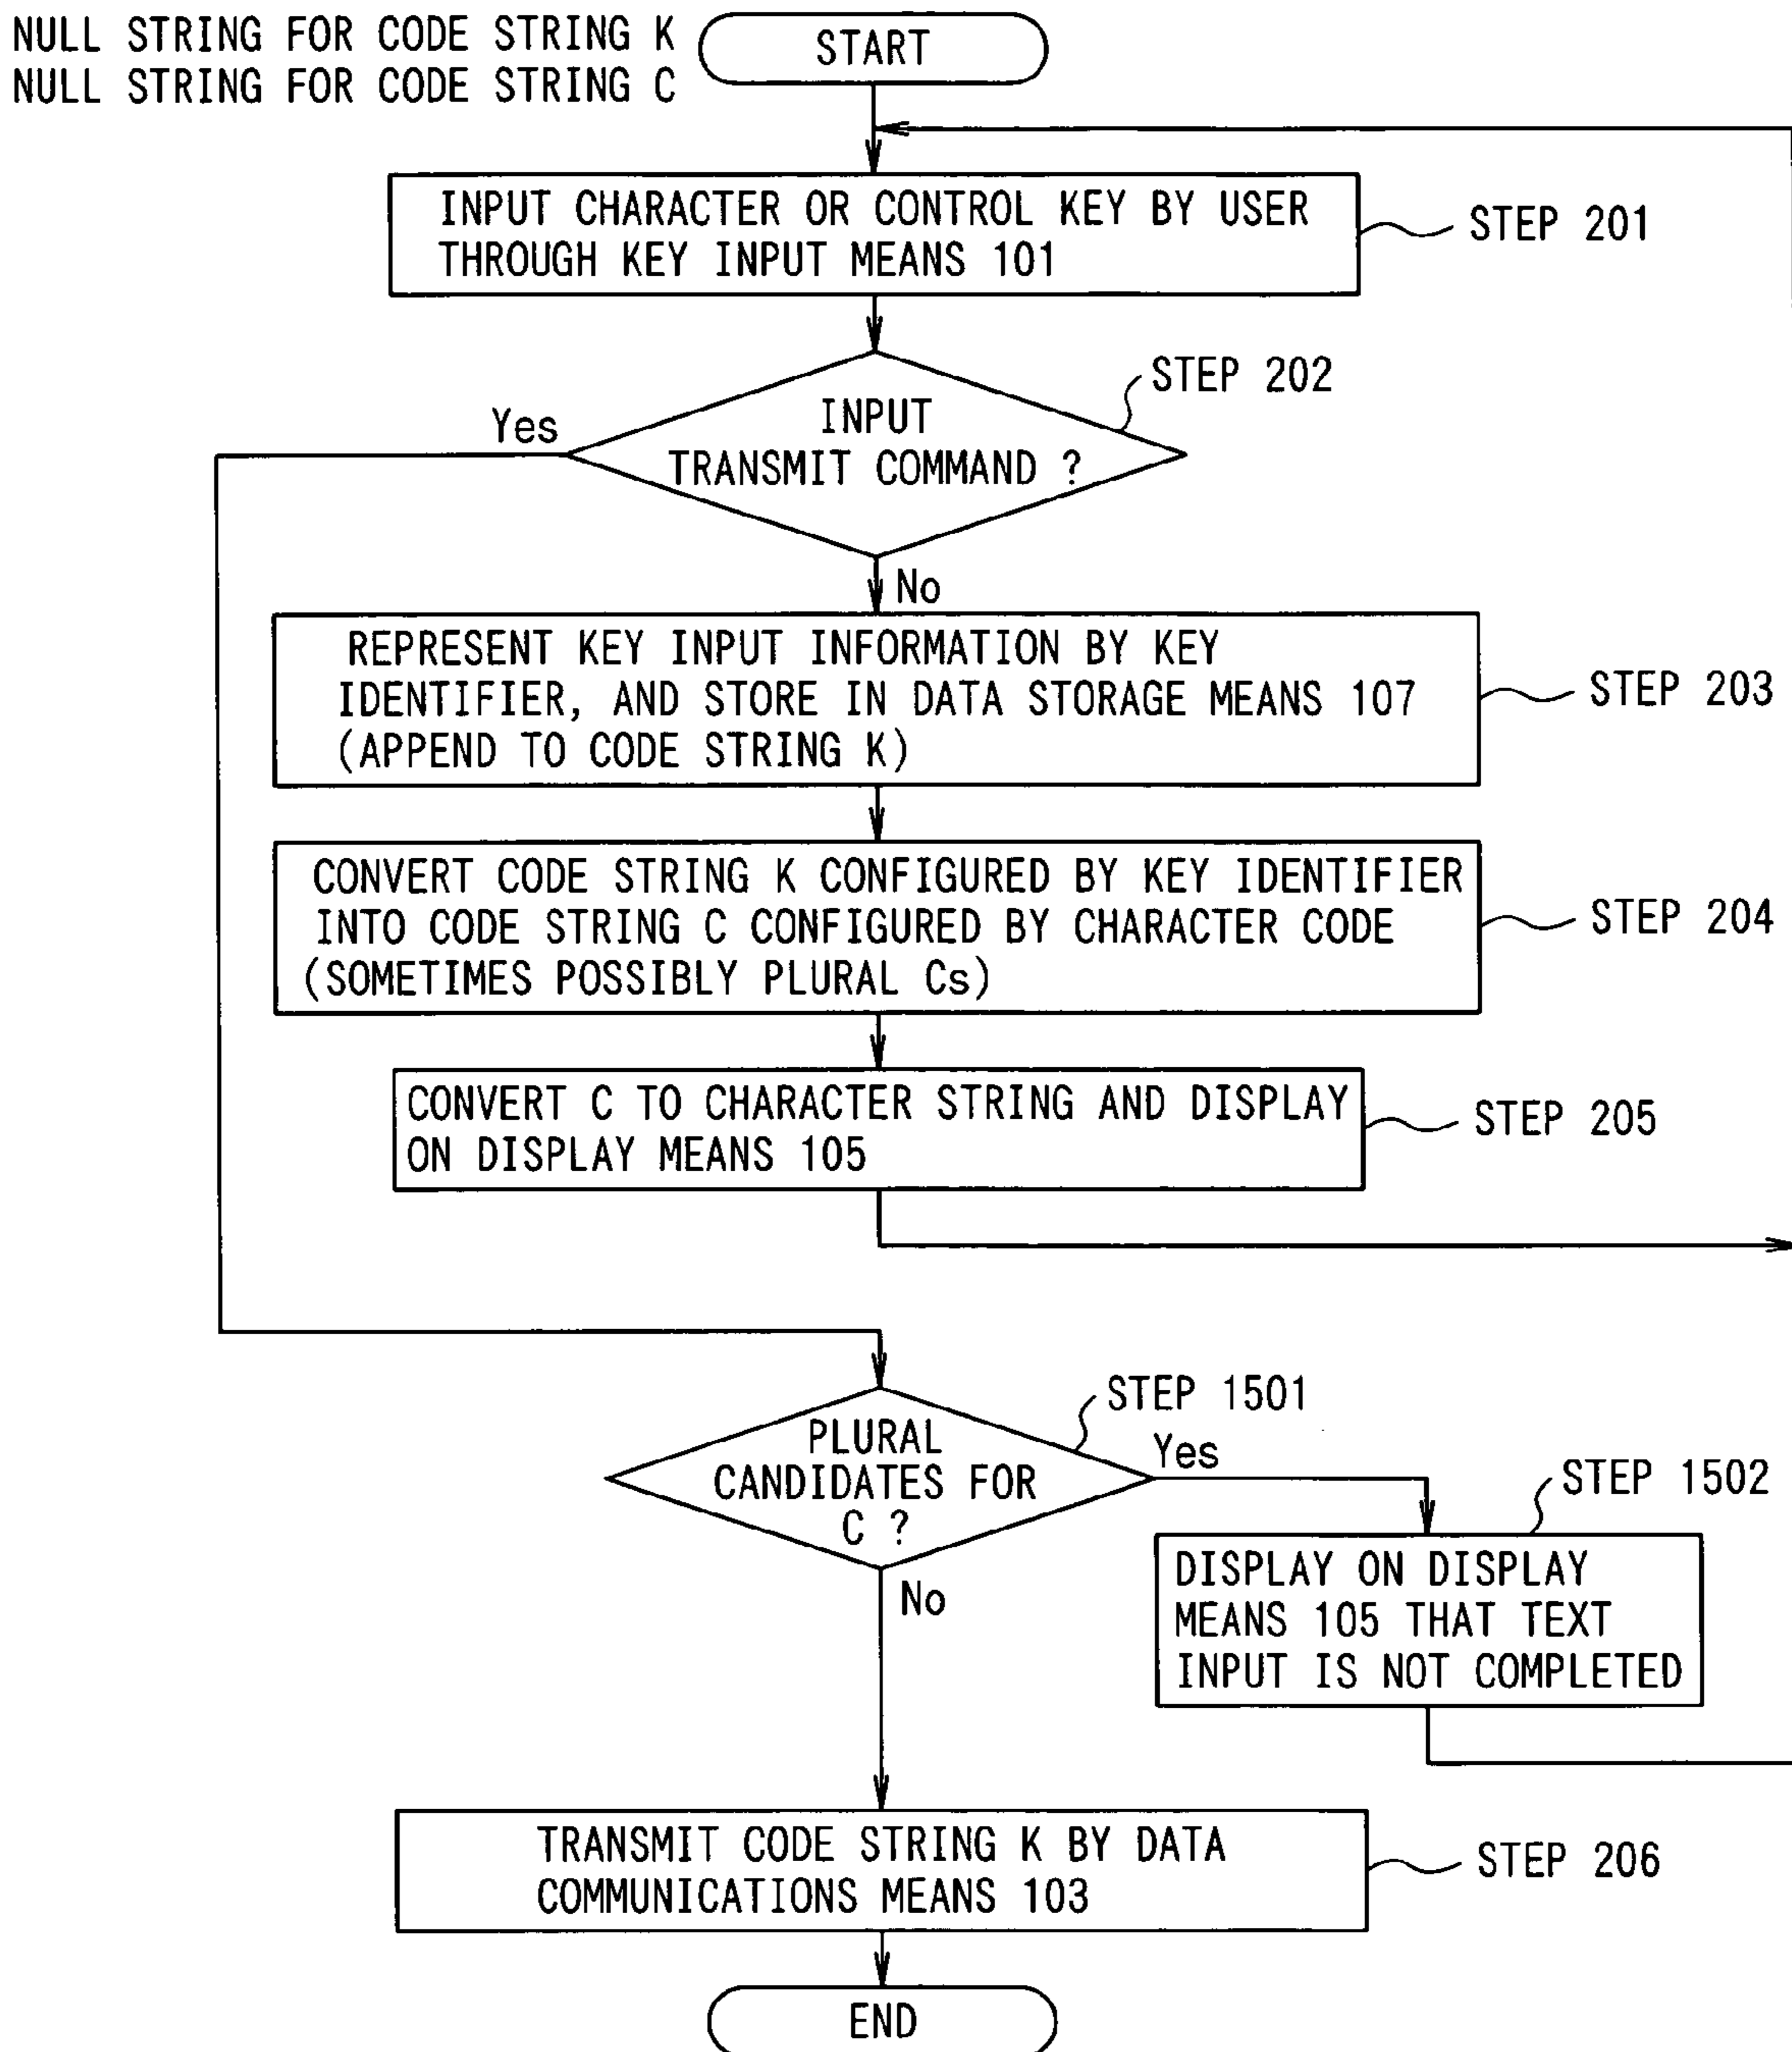 NULL STRING FOR CODE STRING K
NULL STRING FOR CODE STRING C
START
INPUT CHARACTER OR CONTROL KEY BY USER
THROUGH KEY INPUT MEANS 101
STEP 201
STEP 202
INPUT
TRANSMIT COMMAND ?
Yes
No
REPRESENT KEY INPUT INFORMATION BY KEY
IDENTIFIER, AND STORE IN DATA STORAGE MEANS 107
(APPEND TO CODE STRING K)
STEP 203
CONVERT CODE STRING K CONFIGURED BY KEY IDENTIFIER
INTO CODE STRING C CONFIGURED BY CHARACTER CODE
(SOMETIMES POSSIBLY PLURAL Cs)
STEP 204
CONVERT C TO CHARACTER STRING AND DISPLAY
ON DISPLAY MEANS 105
STEP 205
STEP 1501
PLURAL
CANDIDATES FOR
C ?
Yes
No
STEP 1502
DISPLAY ON DISPLAY
MEANS 105 THAT TEXT
INPUT IS NOT COMPLETED
TRANSMIT CODE STRING K BY DATA
COMMUNICATIONS MEANS 103
STEP 206
END